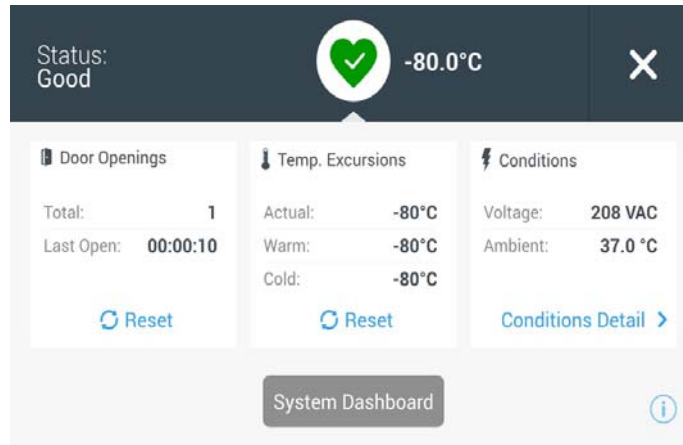 Status:
Good
-80.0°C
Door Openings
Total: 1
Last Open: 00:00:10
Reset
Temp. Excursions
Actual: -80°C
Warm: -80°C
Cold: -80°C
Reset
Conditions
Voltage: 208 VAC
Ambient: 37.0 °C
Conditions Detail
System Dashboard